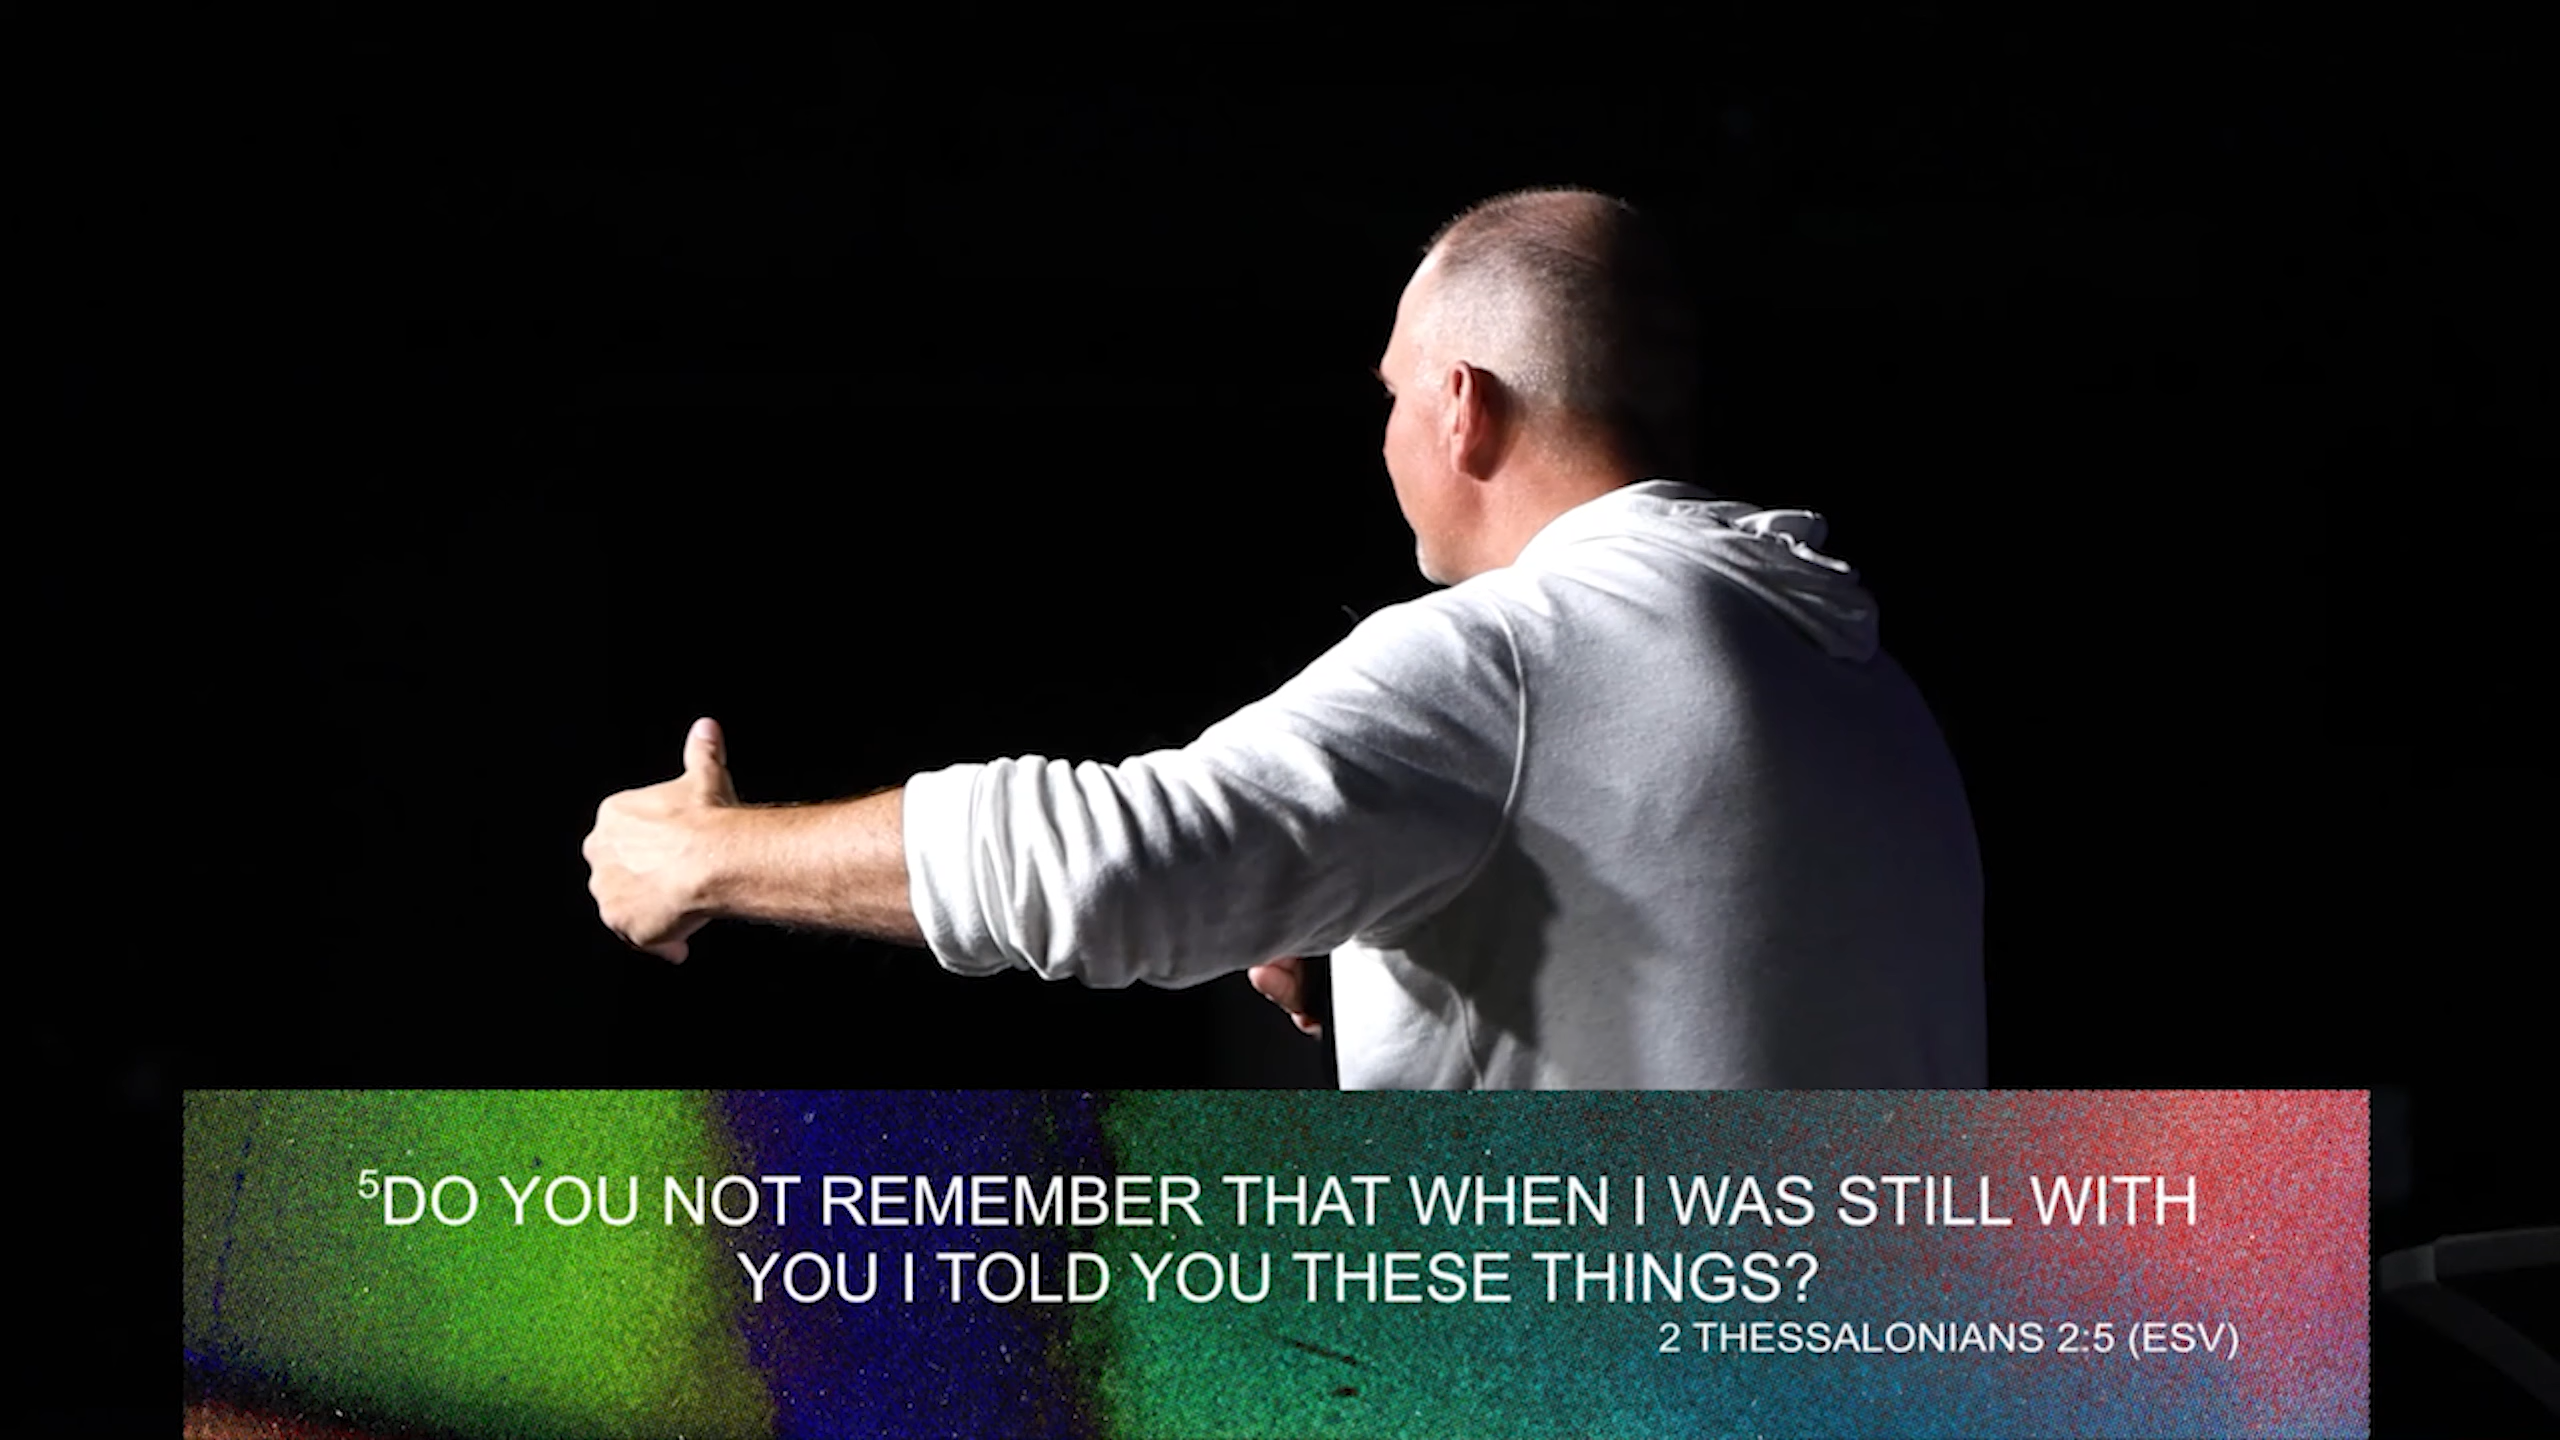 ⁵DO YOU NOT REMEMBER THAT WHEN I WAS STILL WITH
YOU I TOLD YOU THESE THINGS?
2 THESSALONIANS 2:5 (ESV)